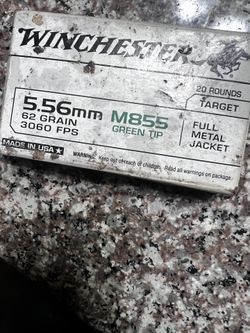 WINCHESTER
20 ROUNDS
TARGET
5.56mm
62 GRAIN
3060 FPS
M855
GREEN TIP
FULL
METAL
JACKET
MADE IN USA
WARNING: Keep out of reach of children. Read all warnings on package.